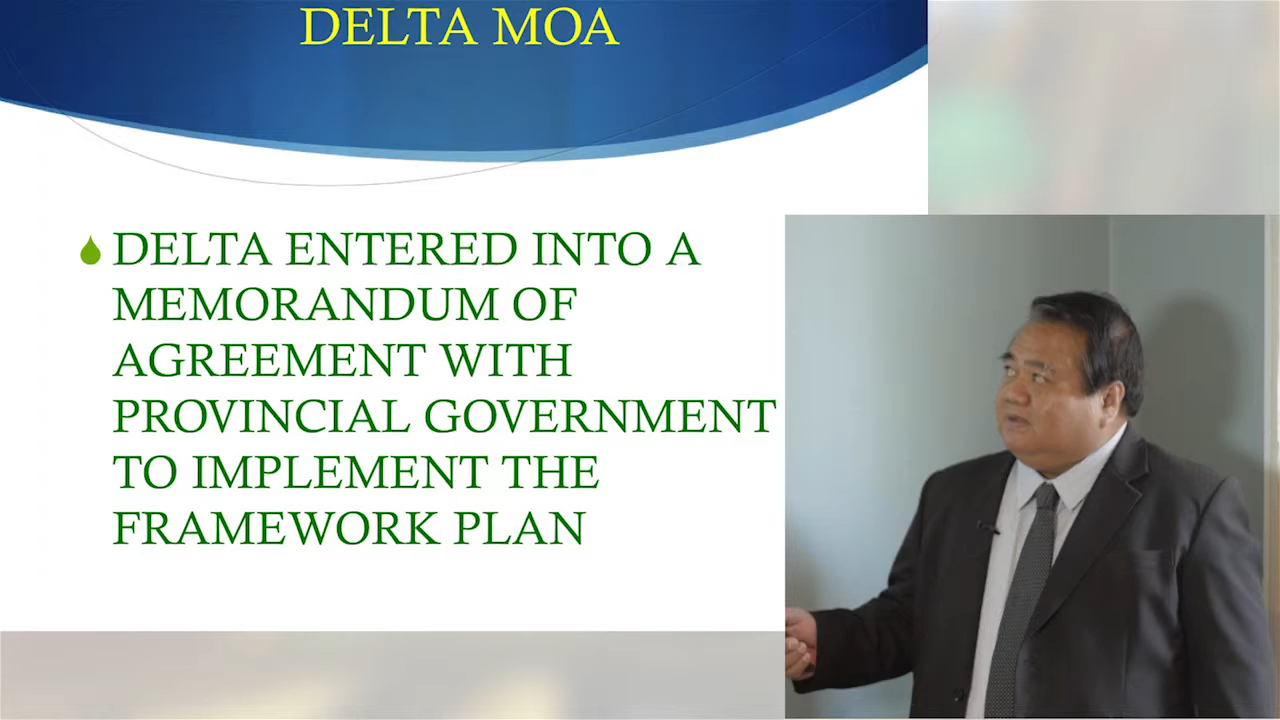 DELTA MOA
DELTA ENTERED INTO A
MEMORANDUM OF
AGREEMENT WITH
PROVINCIAL GOVERNMENT
TO IMPLEMENT THE
FRAMEWORK PLAN